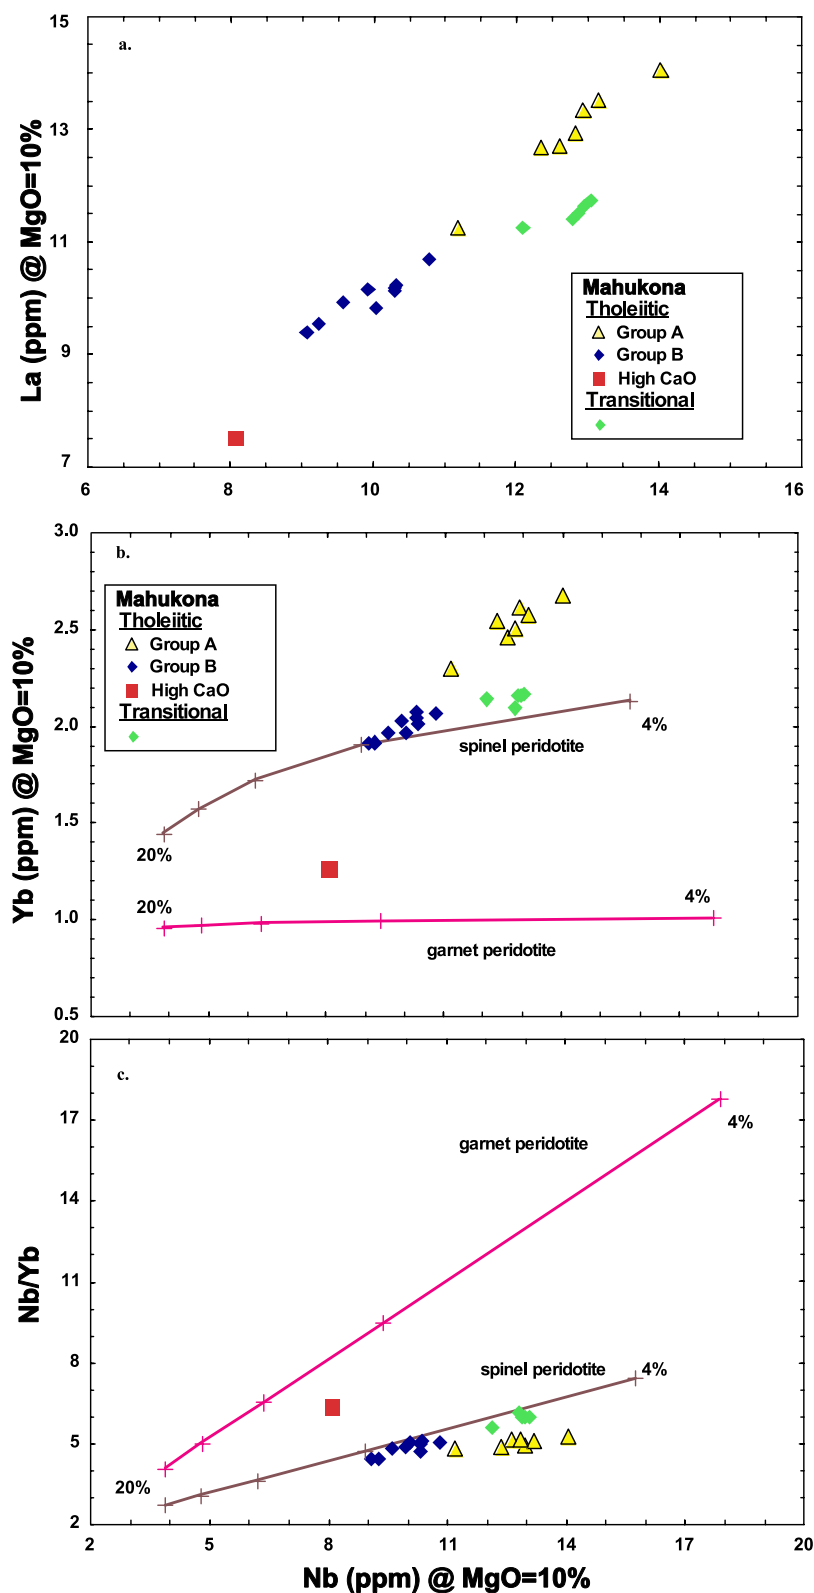 a.
La (ppm) @ MgO=10%
15
13
11
9
7
6
8
10
12
14
16
Mahukona
Tholeiitic
Group A
Group B
High CaO
Transitional
b.
Yb (ppm) @ MgO=10%
3.0
2.5
2.0
1.5
1.0
0.5
Mahukona
Tholeiitic
Group A
Group B
High CaO
Transitional
4%
spinel peridotite
20%
20%
4%
garnet peridotite
c.
Nb/Yb
20
17
14
11
8
5
2
4%
garnet peridotite
spinel peridotite
4%
20%
2
5
8
11
14
17
20
Nb (ppm) @ MgO=10%